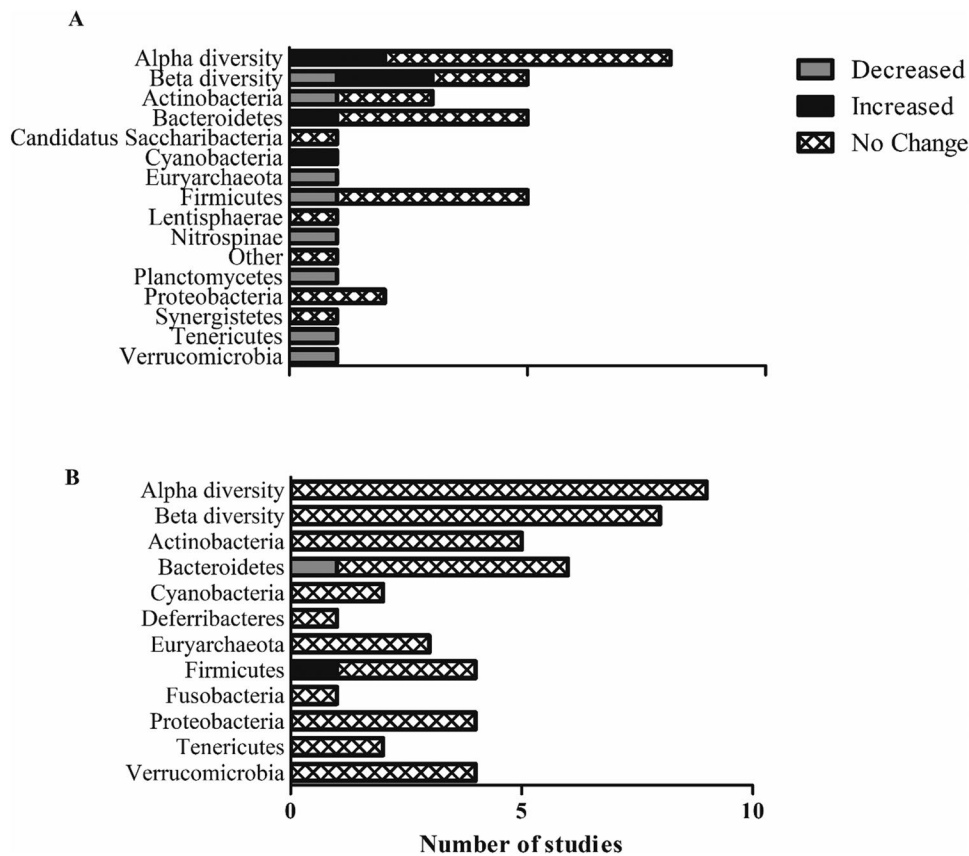 A
Alpha diversity
Beta diversity
Actinobacteria
Bacteroidetes
Candidatus Saccharibacteria
Cyanobacteria
Euryarchaeota
Firmicutes
Lentisphaerae
Nitrospinae
Other
Planctomycetes
Proteobacteria
Synergistetes
Tenericutes
Verrucomicrobia
Decreased
Increased
No Change
B
Alpha diversity
Beta diversity
Actinobacteria
Bacteroidetes
Cyanobacteria
Deferribacteres
Euryarchaeota
Firmicutes
Fusobacteria
Proteobacteria
Tenericutes
Verrucomicrobia
0 5 10
Number of studies